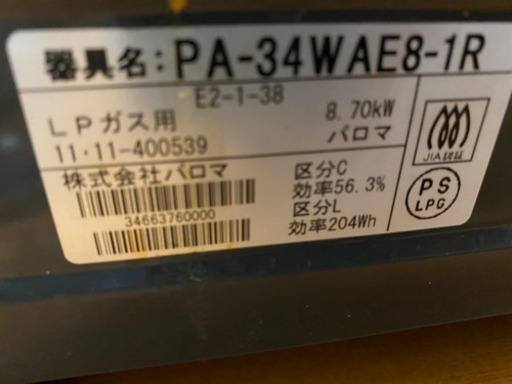 器具名：PA-34WAE8-1R
E2-1-38
LPガス用 8.70kW
パロマ
11・11-400539
株式会社パロマ
34663760000
区分C
効率56.3%
区分L
効率204Wh
JIA認証
PS
LPG